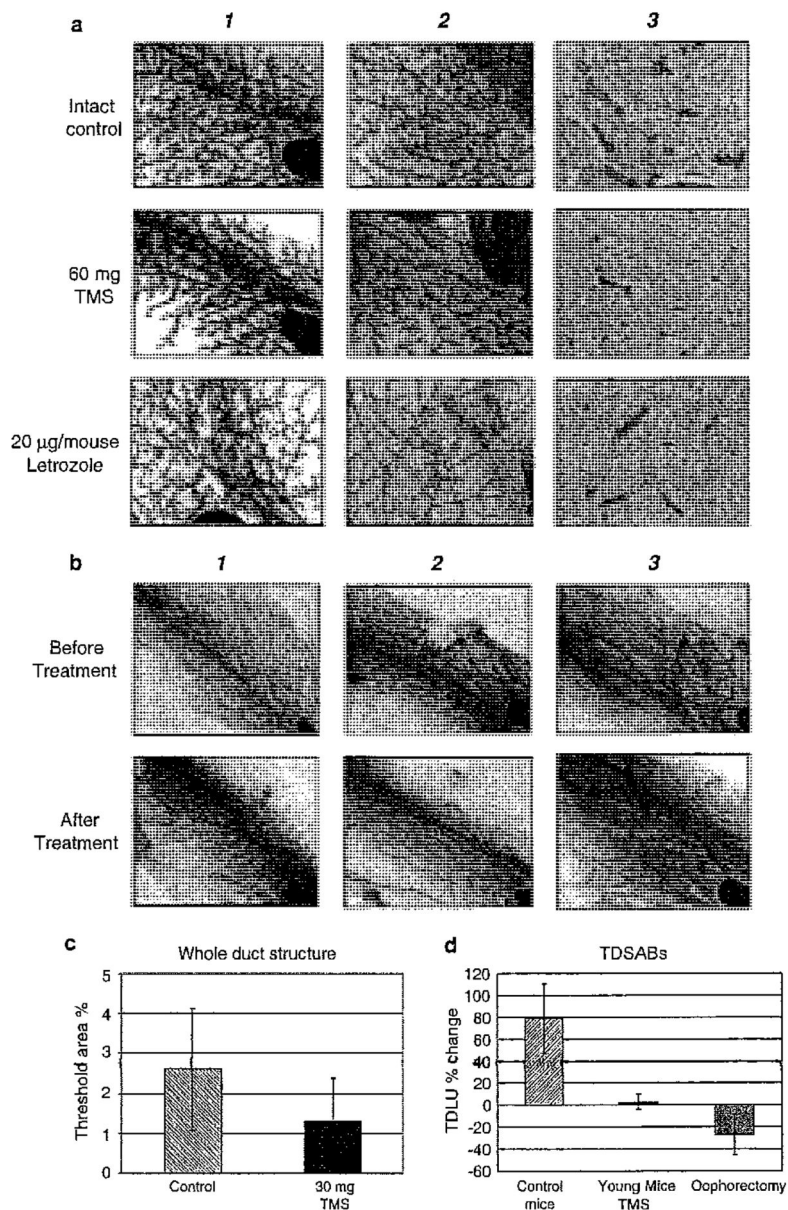 a
1 2 3
Intact
control
60 mg
TMS
20 μg/mouse
Letrozole
b
1 2 3
Before
Treatment
After
Treatment
c
Whole duct structure
Threshold area %
5
4
3
2
1
0
Control
30 mg
TMS
d
TDSABs
TDLU % change
120
100
80
60
40
20
0
-20
-40
-60
Control
mice
Young Mice
TMS
Oophorectomy